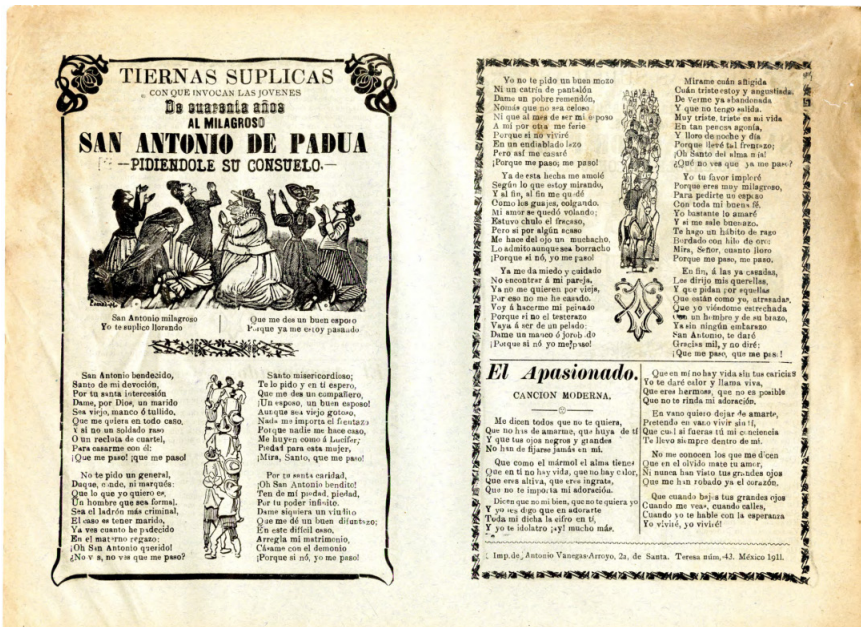 TIERNAS SUPLICAS
CON QUE INVOCAN LAS JOVENES
De cuarenta años
AL MILAGROSO
SAN ANTONIO DE PADUA
—PIDIENDOLE SU CONSUELO.—
San Antonio milagroso
Yo te suplico llorando
Que me des un buen esposo
Porque ya me estoy pasando
San Antonio bendecido,
Santo de mi devoción,
Por tu santa intercesión
Dame, por Dios, un marido
Sea viejo, manco ó tullido,
Que me quiera en todo caso,
Y si no un soldado raso
O un recluta de cuartel,
Para casarme con él:
¡Que me paso! ¡que me paso!
No te pido un general,
Duque, conde, ni marqués:
Que lo que yo quiero es,
Un hombre que sea formal.
Sea el ladrón más criminal,
El caso es tener marido,
Ya ves cuanto he padecido
En el materno regazo:
¡Oh San Antonio querido!
¿No ves, no ves que me paso?
Santo misericordioso;
Te lo pido y en tí espero,
Que me des un compañero,
¡Un esposo, un buen esposo!
Aunque sea viejo gotoso,
Nada me importa el frentazo
Porque nadie me hace caso,
Me huyen como á Lucifer;
Piedad para esta mujer,
¡Mira, Santo, que me paso!
Por tu santa caridad,
¡Oh San Antonio bendito!
Ten de mí piedad, piedad,
Por tu poder infinito.
Dame siquiera un viudito
Que me dé un buen difuntazo;
En este difícil caso,
Arregla mi matrimonio,
Cásame con el demonio
¡Porque si nó, yo me paso!
Yo no te pido un buen mozo
Ni un catrín de pantalón
Dame un pobre remendón,
Nomás que no sea celoso
Ni que al mes de ser mi esposo
A mi por otra me ferie
Porque si no viviré
En un endiablado lazo
Pero así me casaré
¡Porque me paso; me paso!
Ya de esta hecha me amolé
Según lo que estoy mirando,
Y al fin, al fin me quedé
Como los guajes, colgando.
Mi amor se quedó volando;
Estuvo chulo el fracaso,
Pero si por algún acaso
Me hace del ojo un muchacho,
Lo admito aunque sea borracho
¡Porque si nó, yo me paso!
Ya me da miedo y cuidado
No encontrar á mi pareja.
Ya no me quieren por vieja,
Por eso no me he casado.
Voy á hacerme mi peinado
Porque si no el testerazo
Vaya á ser de un pelado:
Dame un manco ó jorobado
¡Porque si nó yo me paso!
Mírame cuán afligida
Cuán triste estoy y angustiada.
De verme ya abandonada
Y que no tengo salida.
Muy triste, triste es mi vida
En tan penosa agonía,
Y lloro de noche y día
Porque llevé tal frentazo;
¡Oh Santo del alma mía!
¿Qué no ves que ya me paso?
Yo tu favor imploré
Porque eres muy milagroso,
Para pedirte un esposo
Con toda mi buena fé.
Yo bastante lo amaré
Y si me sale buenazo,
Te hago un hábito de raso
Bordado con hilo de oro:
Mira, Señor, cuanto lloro
Porque me paso, me paso.
En fin, á las ya casadas,
Les dirijo mis querellas,
Y que pidan por aquellas
Que están como yo, atrasadas.
Que yo viéndome estrechada
Con un hombre y de su brazo,
Ya sin ningún embarazo
San Antonio, te daré
Gracias mil, y no diré:
¡Que me paso, que me paso!
El Apasionado.
CANCION MODERNA.
Me dicen todos que no te quiera,
Que no has de amarme, que huya de tí
Y que tus ojos negros y grandes
No han de fijarse jamás en mí.
Que como el mármol el alma tienes
Que en tí no hay vida, que no hay calor,
Que eres altiva, que eres ingrata,
Que no te importa mi adoración.
Dicen que no mi bien, que no te quiera yo
Y yo les digo que en adorarte
Toda mi dicha la cifro en tí,
Y yo te idolatro ¡ay! mucho más.
Que en mí no hay vida sin tus caricias
Yo te daré calor y llama viva,
Que eres hermosa, que no es posible
Que no te rinda mi adoración.
En vano quiero dejar de amarte,
Pretendo en vano vivir sin tí,
Que cual si fueras tú mi conciencia
Te llevo siempre dentro de mí.
No me conocen los que me dicen
Que en el olvido mate tu amor,
Ni nunca han visto tus grandes ojos
Que me han robado ya el corazón.
Que cuando bajes tus grandes ojos
Cuando me veas, cuando calles,
Cuando yo te hable con la esperanza
Yo viviré, yo viviré!
Imp. de, Antonio Vanegas-Arroyo, 2a, de Santa. Teresa núm, 43. México 1911.